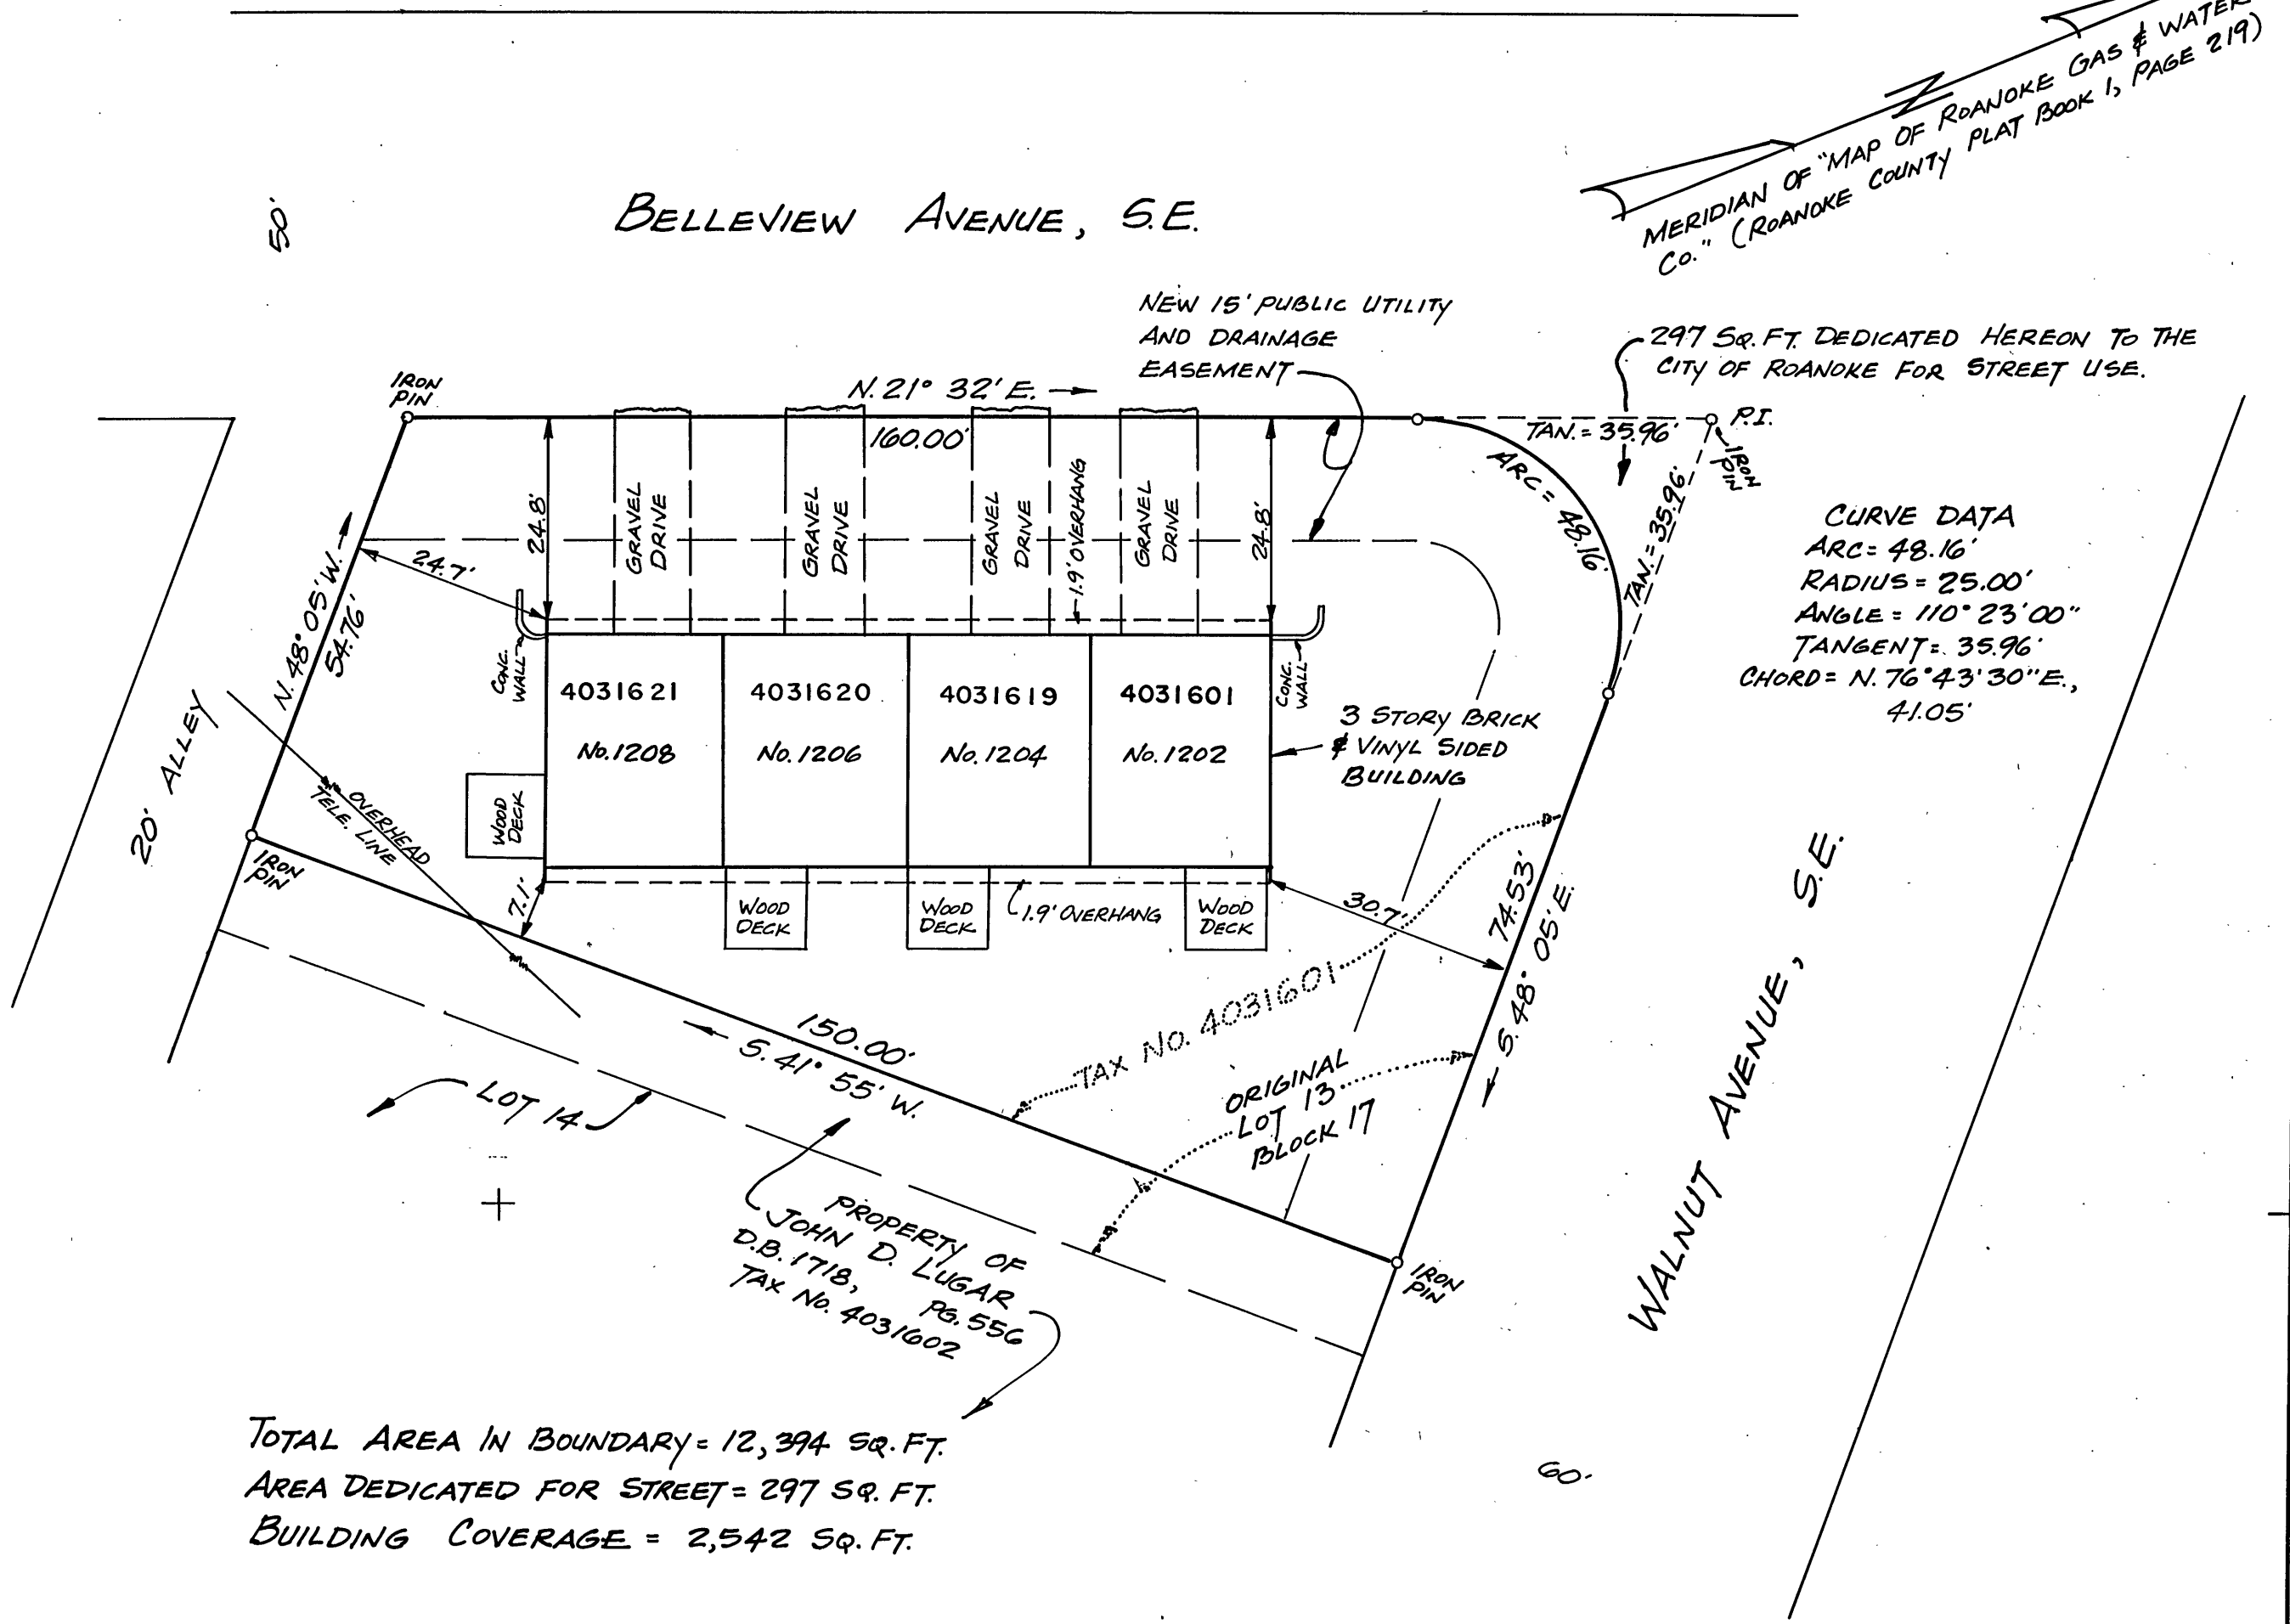 MERIDIAN OF "MAP OF ROANOKE GAS & WATER
CO." (ROANOKE COUNTY PLAT BOOK 1, PAGE 219)
BELLEVIEW AVENUE, S.E.
50'
NEW 15' PUBLIC UTILITY
AND DRAINAGE
EASEMENT
297 SQ. FT. DEDICATED HEREON TO THE
CITY OF ROANOKE FOR STREET USE.
IRON
PIN
N. 21° 32' E.
160.00'
P.I.
TAN. = 35.96'
IRON
PIN
ARC = 48.16'
TAN. = 35.96'
CURVE DATA
ARC = 48.16'
RADIUS = 25.00'
ANGLE = 110° 23' 00"
TANGENT = 35.96'
CHORD = N. 76° 43' 30" E.,
41.05'
24.8'
GRAVEL
DRIVE
GRAVEL
DRIVE
GRAVEL
DRIVE
1.9' OVERHANG
GRAVEL
DRIVE
24.8'
N. 48° 05' W.
54.76'
24.7'
CONC.
WALL
CONC.
WALL
4031621
No. 1208
4031620
No. 1206
4031619
No. 1204
4031601
No. 1202
3 STORY BRICK
& VINYL SIDED
BUILDING
20' ALLEY
OVERHEAD
TELE. LINE
WOOD
DECK
IRON
PIN
7.1'
WOOD
DECK
WOOD
DECK
1.9' OVERHANG
WOOD
DECK
30.7'
74.53'
S. 48° 05' E.
WALNUT AVENUE, S.E.
TAX NO. 4031601
150.00'
S. 41° 55' W.
LOT 14
ORIGINAL
LOT 13
BLOCK 17
PROPERTY OF
JOHN D. LUGAR
D.B. 1718, PG. 556
TAX No. 4031602
IRON
PIN
60'
TOTAL AREA IN BOUNDARY = 12,394 SQ. FT.
AREA DEDICATED FOR STREET = 297 SQ. FT.
BUILDING COVERAGE = 2,542 SQ. FT.